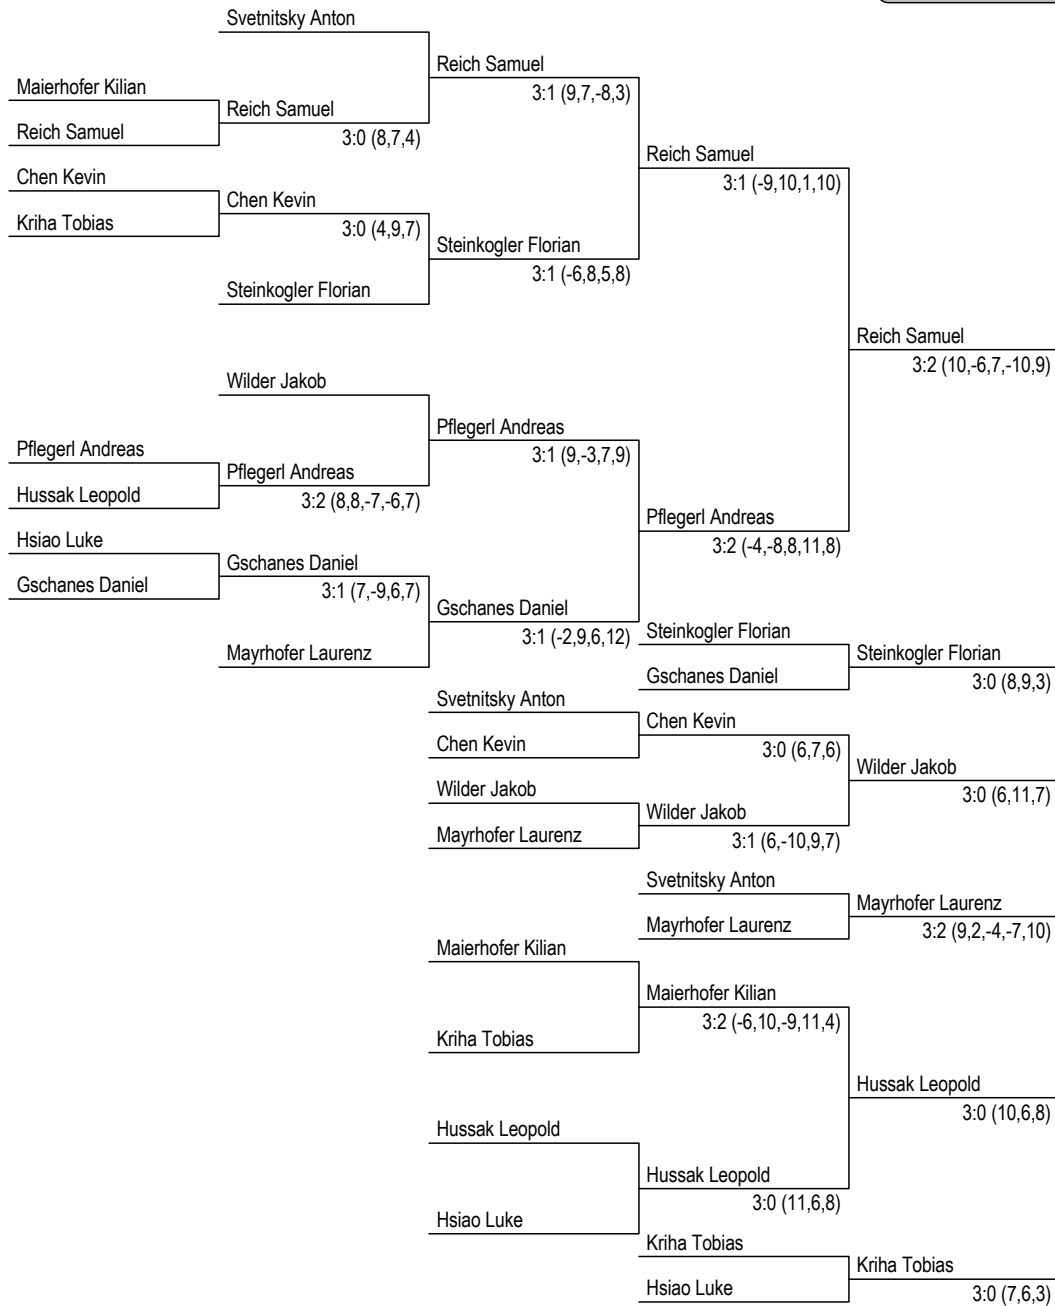 Svetnitsky Anton
Reich Samuel
Maierhofer Kilian
3:1 (9,7,-8,3)
Reich Samuel
Reich Samuel
3:0 (8,7,4)
Reich Samuel
Chen Kevin
3:1 (-9,10,1,10)
Chen Kevin
Kriha Tobias
3:0 (4,9,7)
Steinkogler Florian
3:1 (-6,8,5,8)
Steinkogler Florian
Reich Samuel
3:2 (10,-6,7,-10,9)
Wilder Jakob
Pflegerl Andreas
Pflegerl Andreas
3:1 (9,-3,7,9)
Pflegerl Andreas
Hussak Leopold
3:2 (8,8,-7,-6,7)
Pflegerl Andreas
Hsiao Luke
3:2 (-4,-8,8,11,8)
Gschanes Daniel
Gschanes Daniel
3:1 (7,-9,6,7)
Gschanes Daniel
3:1 (-2,9,6,12)
Steinkogler Florian
Mayrhofer Laurenz
Steinkogler Florian
Gschanes Daniel
3:0 (8,9,3)
Svetnitsky Anton
Chen Kevin
Chen Kevin
3:0 (6,7,6)
Wilder Jakob
Wilder Jakob
3:0 (6,11,7)
Wilder Jakob
Mayrhofer Laurenz
3:1 (6,-10,9,7)
Svetnitsky Anton
Mayrhofer Laurenz
Mayrhofer Laurenz
3:2 (9,2,-4,-7,10)
Maierhofer Kilian
Maierhofer Kilian
3:2 (-6,10,-9,11,4)
Kriha Tobias
Hussak Leopold
3:0 (10,6,8)
Hussak Leopold
Hussak Leopold
3:0 (11,6,8)
Hsiao Luke
Kriha Tobias
Kriha Tobias
Hsiao Luke
3:0 (7,6,3)